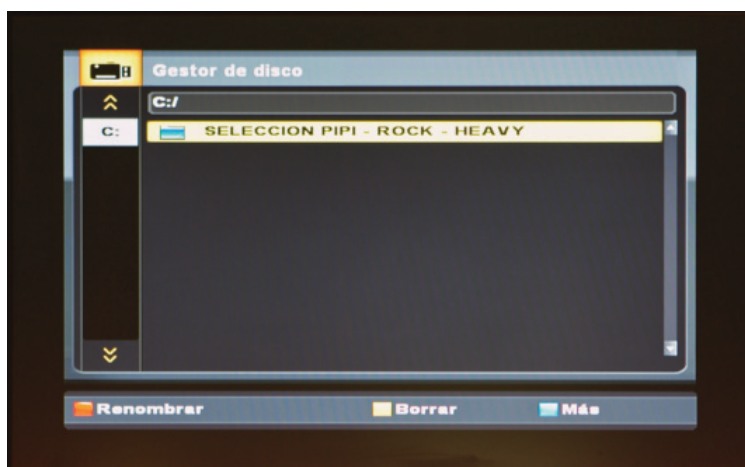 Gestor de disco
C:/
C:
SELECCION PIPI - ROCK - HEAVY
Renombrar Borrar Más